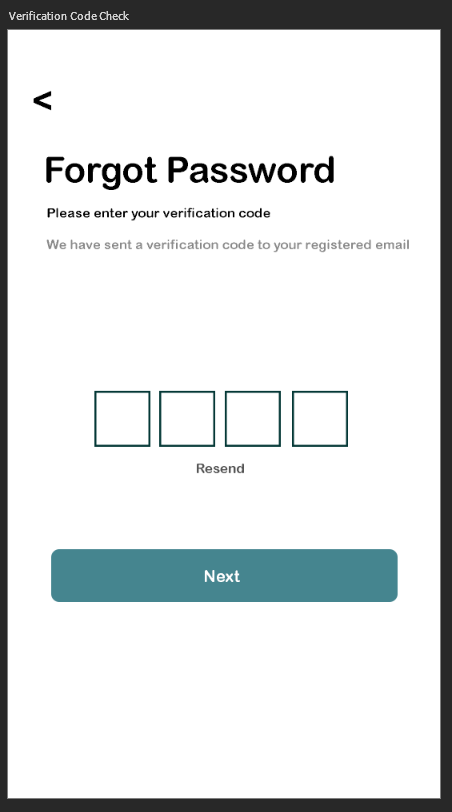 Verification Code Check
<
Forgot Password
Please enter your verification code
We have sent a verification code to your registered email
Resend
Next